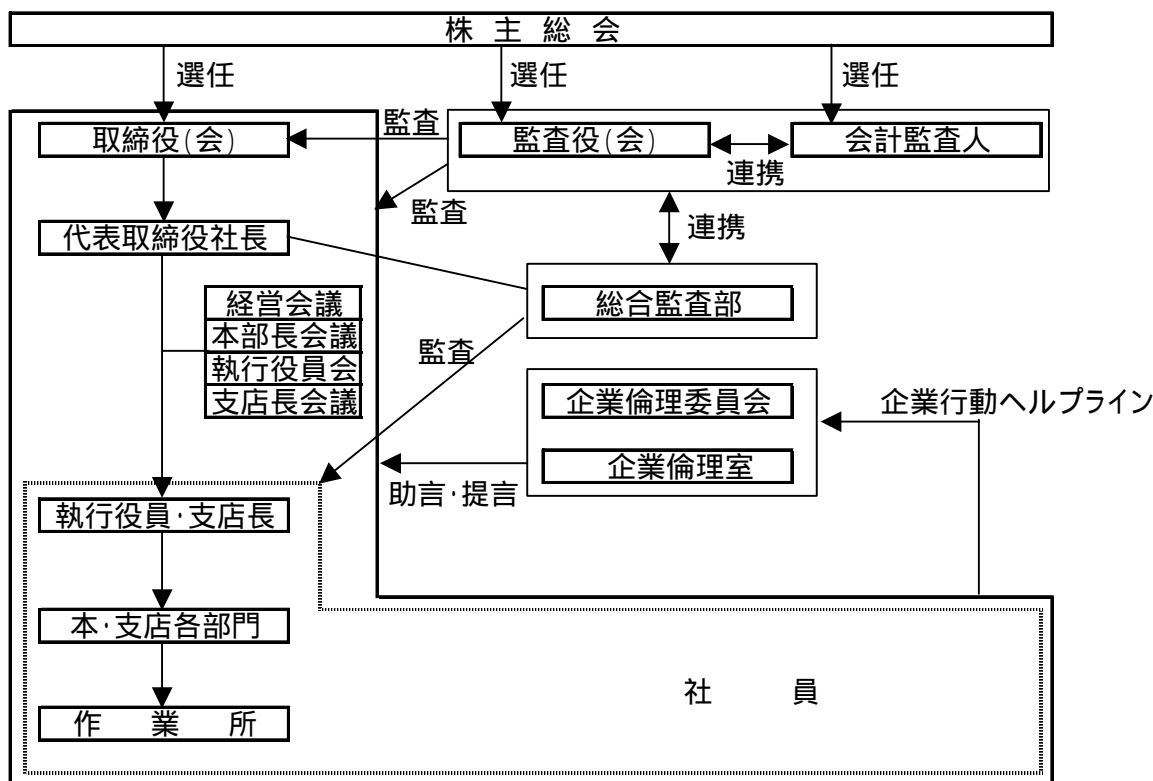 株 主 総 会
選任
選任
選任
取締役(会)
監査
監査役(会)
会計監査人
連携
監査
代表取締役社長
連携
経営会議
本部長会議
執行役員会
支店長会議
総合監査部
監査
企業倫理委員会
企業行動ヘルプライン
企業倫理室
助言・提言
執行役員・支店長
本・支店各部門
社 員
作 業 所